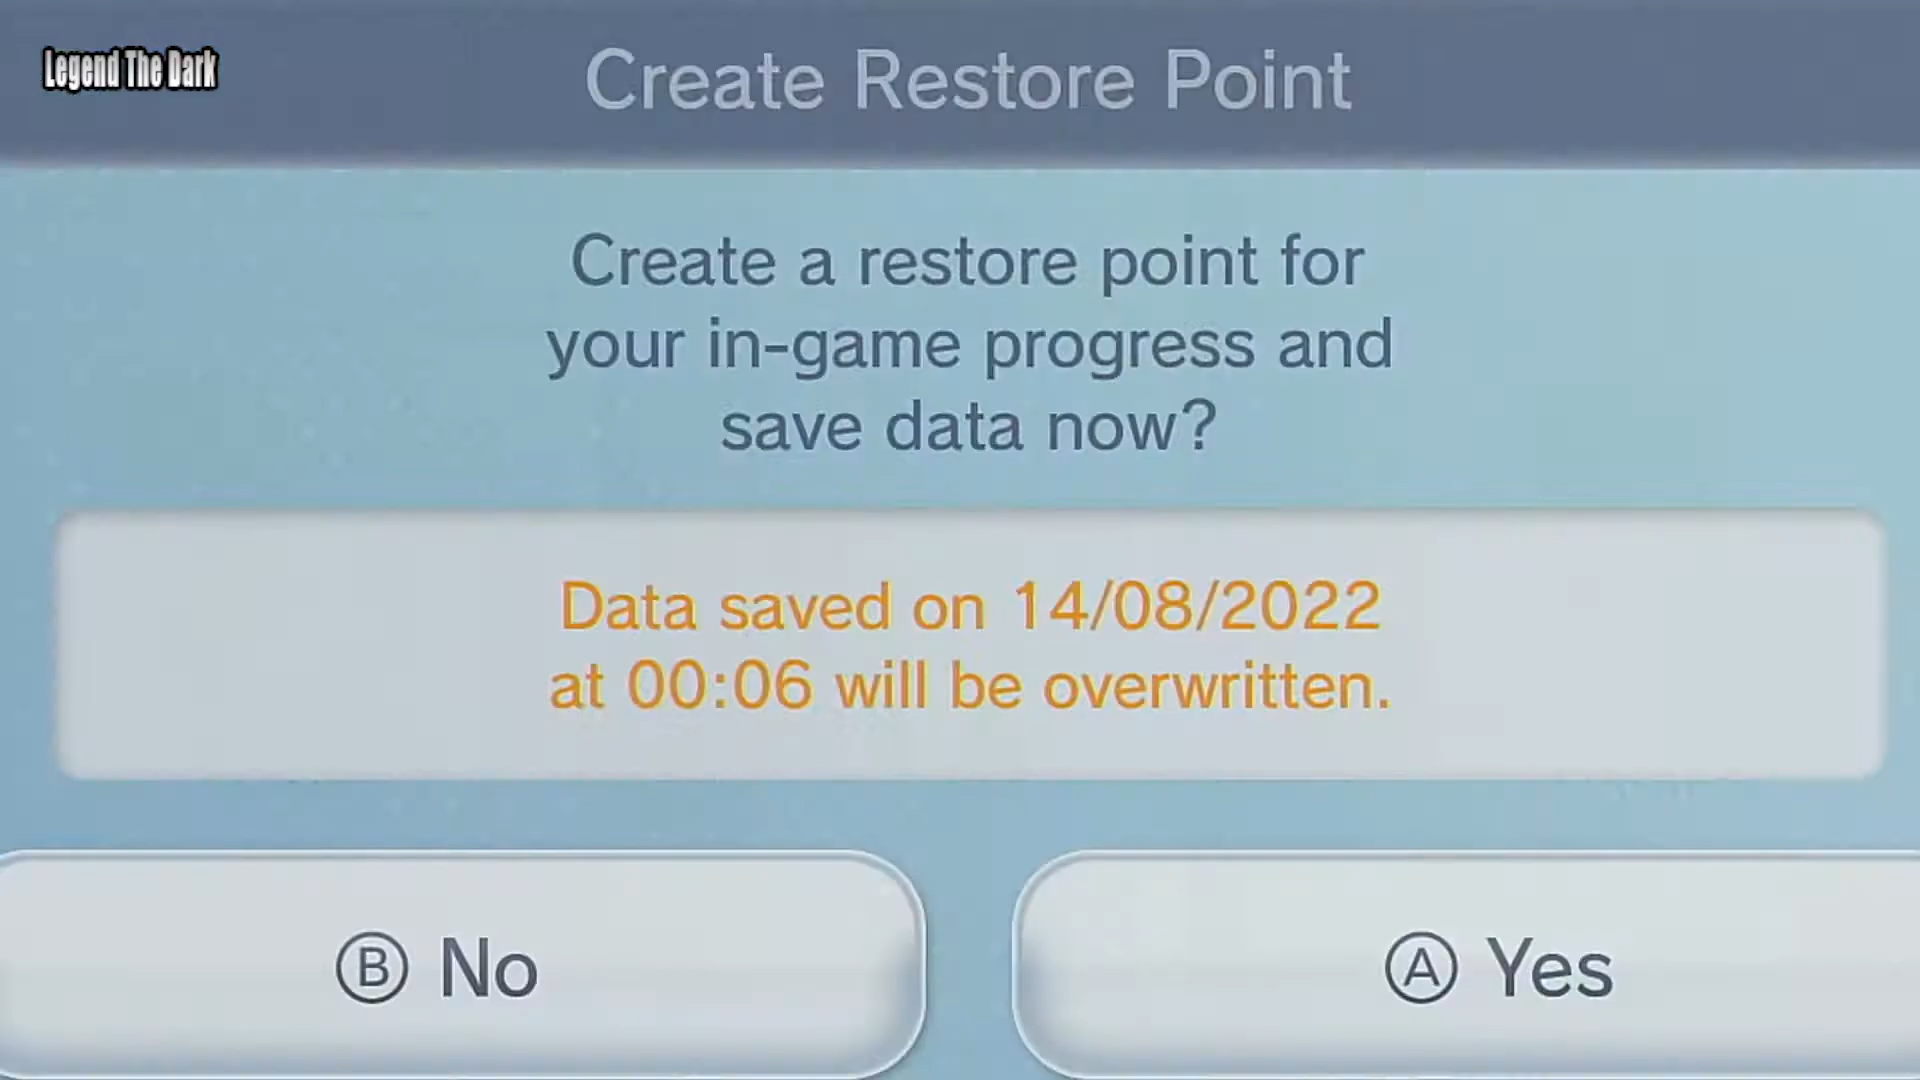 Legend The Dark
Create Restore Point
Create a restore point for
your in-game progress and
save data now?
Data saved on 14/08/2022
at 00:06 will be overwritten.
Ⓑ No
Ⓐ Yes